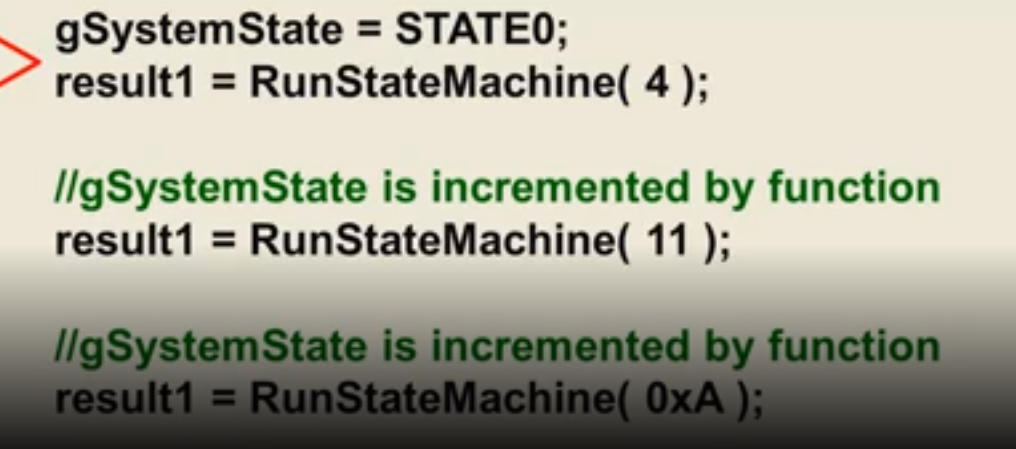 gSystemState = STATE0;
result1 = RunStateMachine( 4 );
//gSystemState is incremented by function
result1 = RunStateMachine( 11 );
//gSystemState is incremented by function
result1 = RunStateMachine( 0xA );